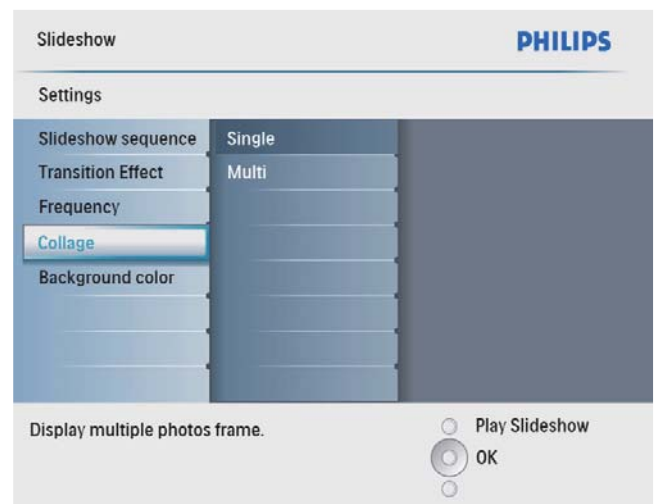 Slideshow PHILIPS
Settings
Slideshow sequence Single
Transition Effect Multi
Frequency
Collage
Background color
Display multiple photos frame.
Play Slideshow
OK